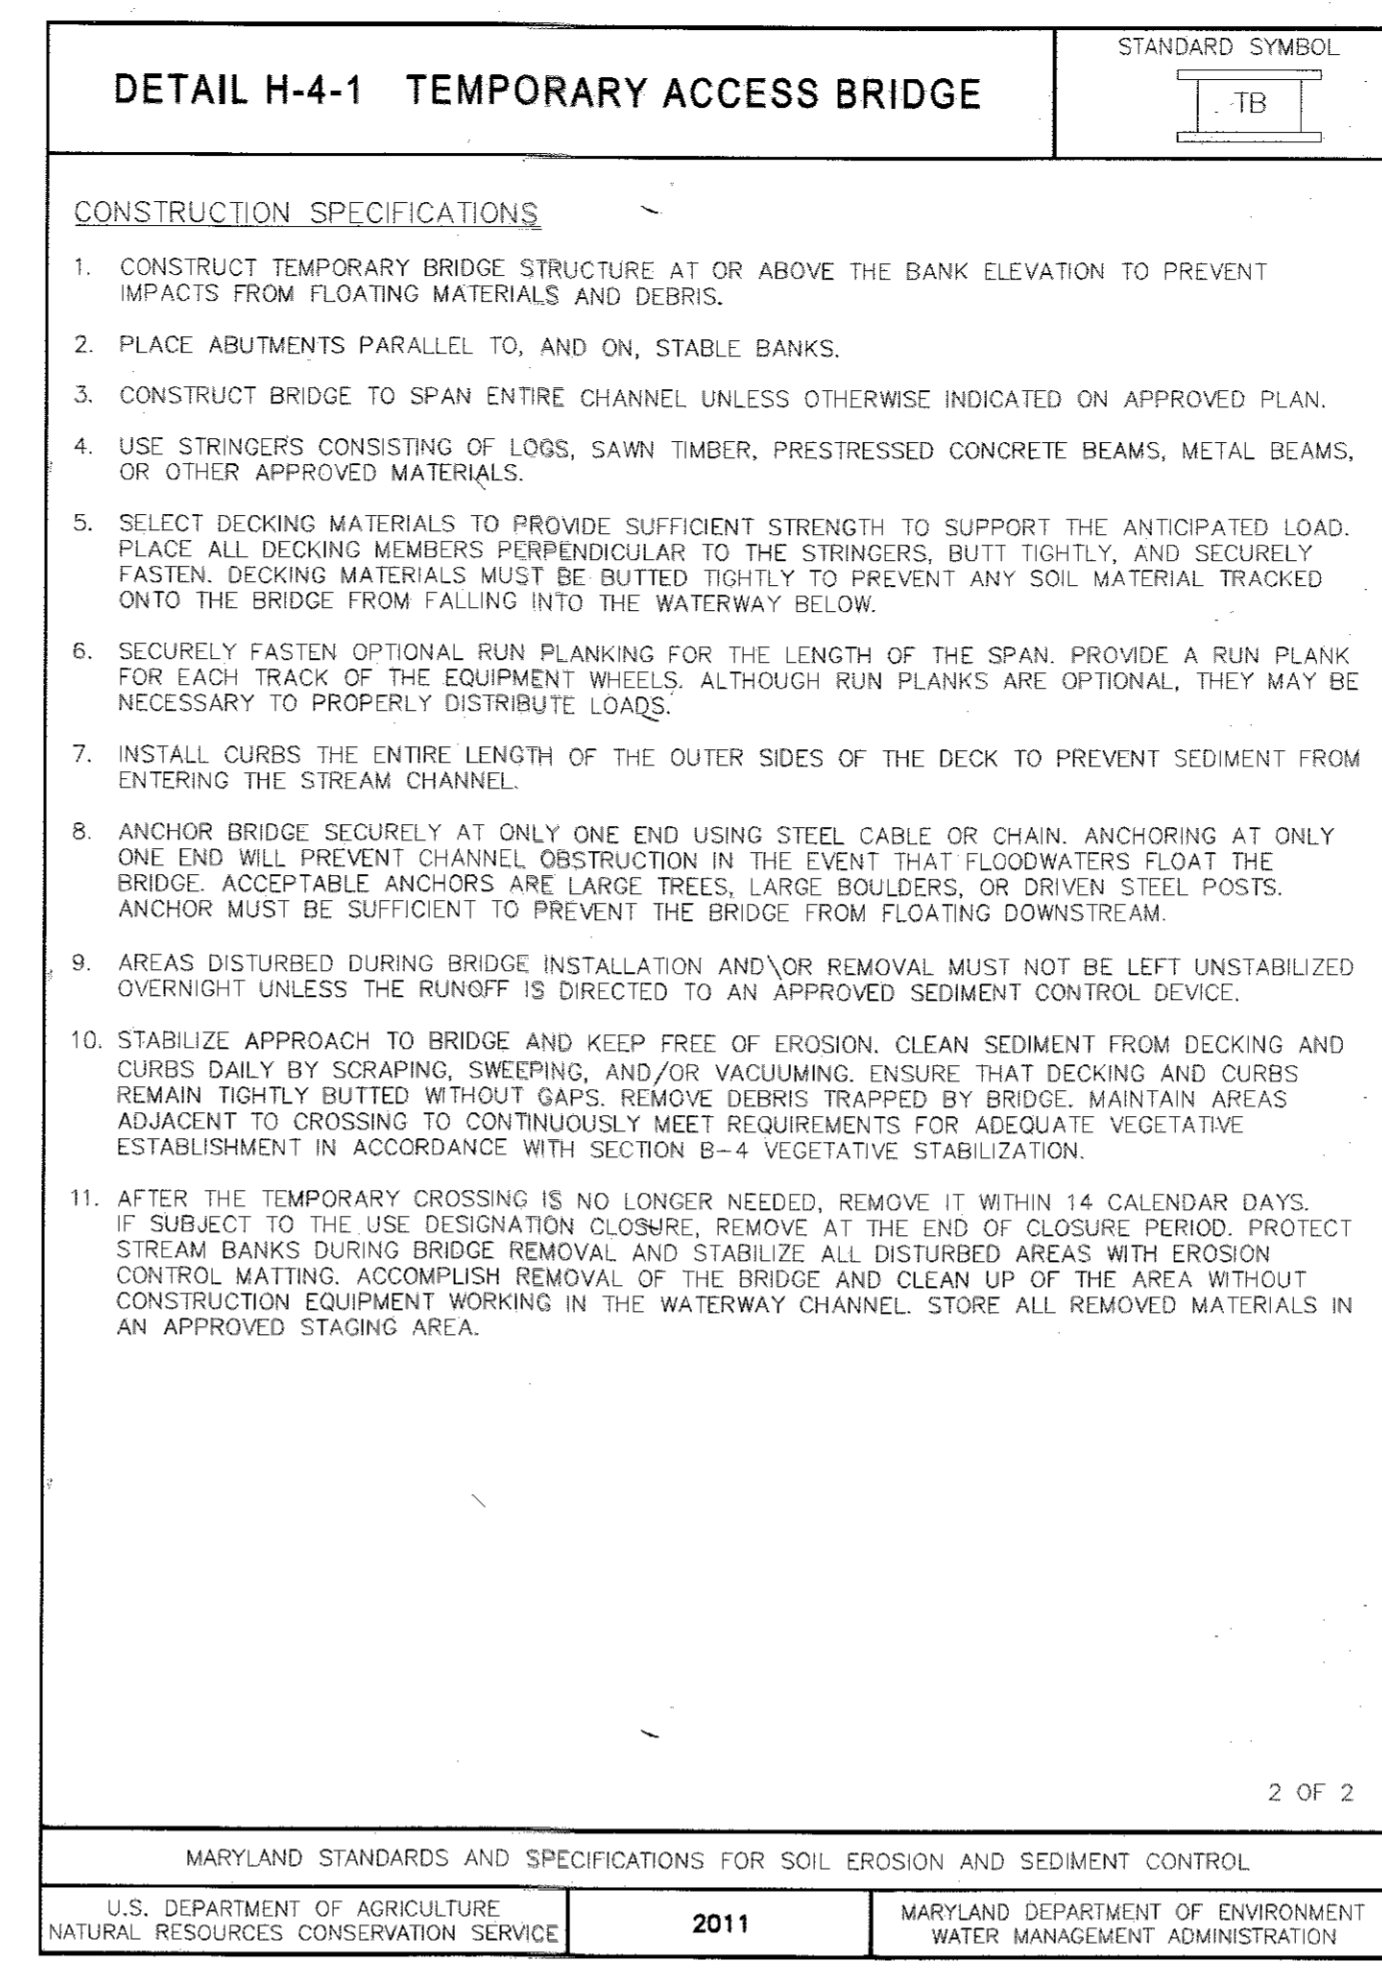 STANDARD SYMBOL
DETAIL H-4-1 TEMPORARY ACCESS BRIDGE
TB
CONSTRUCTION SPECIFICATIONS
1. CONSTRUCT TEMPORARY BRIDGE STRUCTURE AT OR ABOVE THE BANK ELEVATION TO PREVENT
IMPACTS FROM FLOATING MATERIALS AND DEBRIS.
2. PLACE ABUTMENTS PARALLEL TO, AND ON, STABLE BANKS.
3. CONSTRUCT BRIDGE TO SPAN ENTIRE CHANNEL UNLESS OTHERWISE INDICATED ON APPROVED PLAN.
4. USE STRINGERS CONSISTING OF LOGS, SAWN TIMBER, PRESTRESSED CONCRETE BEAMS, METAL BEAMS,
OR OTHER APPROVED MATERIALS.
5. SELECT DECKING MATERIALS TO PROVIDE SUFFICIENT STRENGTH TO SUPPORT THE ANTICIPATED LOAD.
PLACE ALL DECKING MEMBERS PERPENDICULAR TO THE STRINGERS, BUTT TIGHTLY, AND SECURELY
FASTEN. DECKING MATERIALS MUST BE BUTTED TIGHTLY TO PREVENT ANY SOIL MATERIAL TRACKED
ONTO THE BRIDGE FROM FALLING INTO THE WATERWAY BELOW.
6. SECURELY FASTEN OPTIONAL RUN PLANKING FOR THE LENGTH OF THE SPAN. PROVIDE A RUN PLANK
FOR EACH TRACK OF THE EQUIPMENT WHEELS. ALTHOUGH RUN PLANKS ARE OPTIONAL, THEY MAY BE
NECESSARY TO PROPERLY DISTRIBUTE LOADS.
7. INSTALL CURBS THE ENTIRE LENGTH OF THE OUTER SIDES OF THE DECK TO PREVENT SEDIMENT FROM
ENTERING THE STREAM CHANNEL.
8. ANCHOR BRIDGE SECURELY AT ONLY ONE END USING STEEL CABLE OR CHAIN. ANCHORING AT ONLY
ONE END WILL PREVENT CHANNEL OBSTRUCTION IN THE EVENT THAT FLOODWATERS FLOAT THE
BRIDGE. ACCEPTABLE ANCHORS ARE LARGE TREES, LARGE BOULDERS, OR DRIVEN STEEL POSTS.
ANCHOR MUST BE SUFFICIENT TO PREVENT THE BRIDGE FROM FLOATING DOWNSTREAM.
9. AREAS DISTURBED DURING BRIDGE INSTALLATION AND\OR REMOVAL MUST NOT BE LEFT UNSTABILIZED
OVERNIGHT UNLESS THE RUNOFF IS DIRECTED TO AN APPROVED SEDIMENT CONTROL DEVICE.
10. STABILIZE APPROACH TO BRIDGE AND KEEP FREE OF EROSION. CLEAN SEDIMENT FROM DECKING AND
CURBS DAILY BY SCRAPING, SWEEPING, AND/OR VACUUMING. ENSURE THAT DECKING AND CURBS
REMAIN TIGHTLY BUTTED WITHOUT GAPS. REMOVE DEBRIS TRAPPED BY BRIDGE. MAINTAIN AREAS
ADJACENT TO CROSSING TO CONTINUOUSLY MEET REQUIREMENTS FOR ADEQUATE VEGETATIVE
ESTABLISHMENT IN ACCORDANCE WITH SECTION B-4 VEGETATIVE STABILIZATION.
11. AFTER THE TEMPORARY CROSSING IS NO LONGER NEEDED, REMOVE IT WITHIN 14 CALENDAR DAYS.
IF SUBJECT TO THE USE DESIGNATION CLOSURE, REMOVE AT THE END OF CLOSURE PERIOD. PROTECT
STREAM BANKS DURING BRIDGE REMOVAL AND STABILIZE ALL DISTURBED AREAS WITH EROSION
CONTROL MATTING. ACCOMPLISH REMOVAL OF THE BRIDGE AND CLEAN UP OF THE AREA WITHOUT
CONSTRUCTION EQUIPMENT WORKING IN THE WATERWAY CHANNEL. STORE ALL REMOVED MATERIALS IN
AN APPROVED STAGING AREA.
2 OF 2
MARYLAND STANDARDS AND SPECIFICATIONS FOR SOIL EROSION AND SEDIMENT CONTROL
U.S. DEPARTMENT OF AGRICULTURE
NATURAL RESOURCES CONSERVATION SERVICE
2011
MARYLAND DEPARTMENT OF ENVIRONMENT
WATER MANAGEMENT ADMINISTRATION